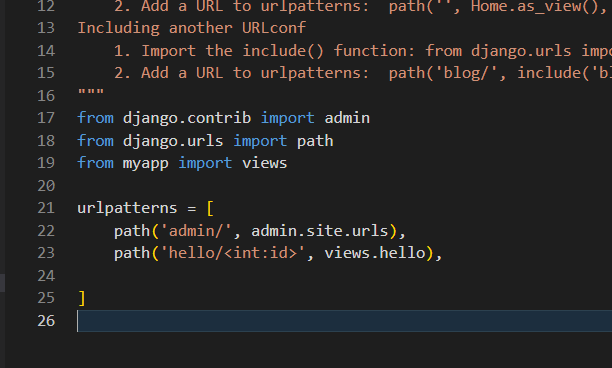 12     2. Add a URL to urlpatterns:  path('', Home.as_view(),
13 Including another URLconf
14     1. Import the include() function: from django.urls impo
15     2. Add a URL to urlpatterns:  path('blog/', include('bl
16 """
17 from django.contrib import admin
18 from django.urls import path
19 from myapp import views
20
21 urlpatterns = [
22     path('admin/', admin.site.urls),
23     path('hello/<int:id>', views.hello),
24
25 ]
26